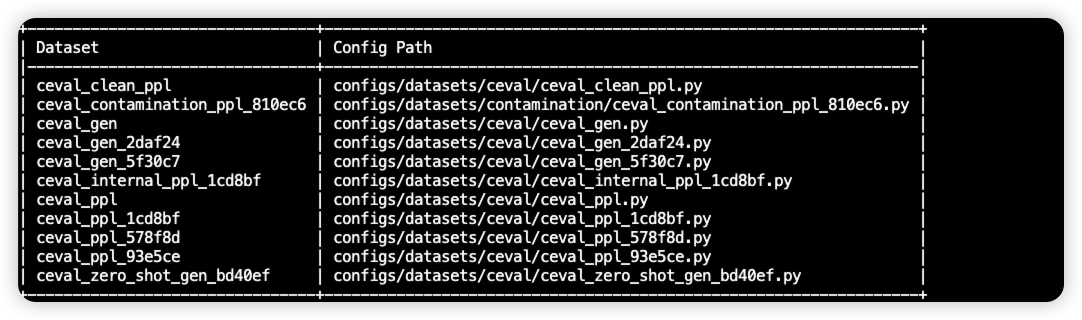 Dataset Config Path
ceval_clean_ppl configs/datasets/ceval/ceval_clean_ppl.py
ceval_contamination_ppl_810ec6 configs/datasets/contamination/ceval_contamination_ppl_810ec6.py
ceval_gen configs/datasets/ceval/ceval_gen.py
ceval_gen_2daf24 configs/datasets/ceval/ceval_gen_2daf24.py
ceval_gen_5f30c7 configs/datasets/ceval/ceval_gen_5f30c7.py
ceval_internal_ppl_1cd8bf configs/datasets/ceval/ceval_internal_ppl_1cd8bf.py
ceval_ppl configs/datasets/ceval/ceval_ppl.py
ceval_ppl_1cd8bf configs/datasets/ceval/ceval_ppl_1cd8bf.py
ceval_ppl_578f8d configs/datasets/ceval/ceval_ppl_578f8d.py
ceval_ppl_93e5ce configs/datasets/ceval/ceval_ppl_93e5ce.py
ceval_zero_shot_gen_bd40ef configs/datasets/ceval/ceval_zero_shot_gen_bd40ef.py